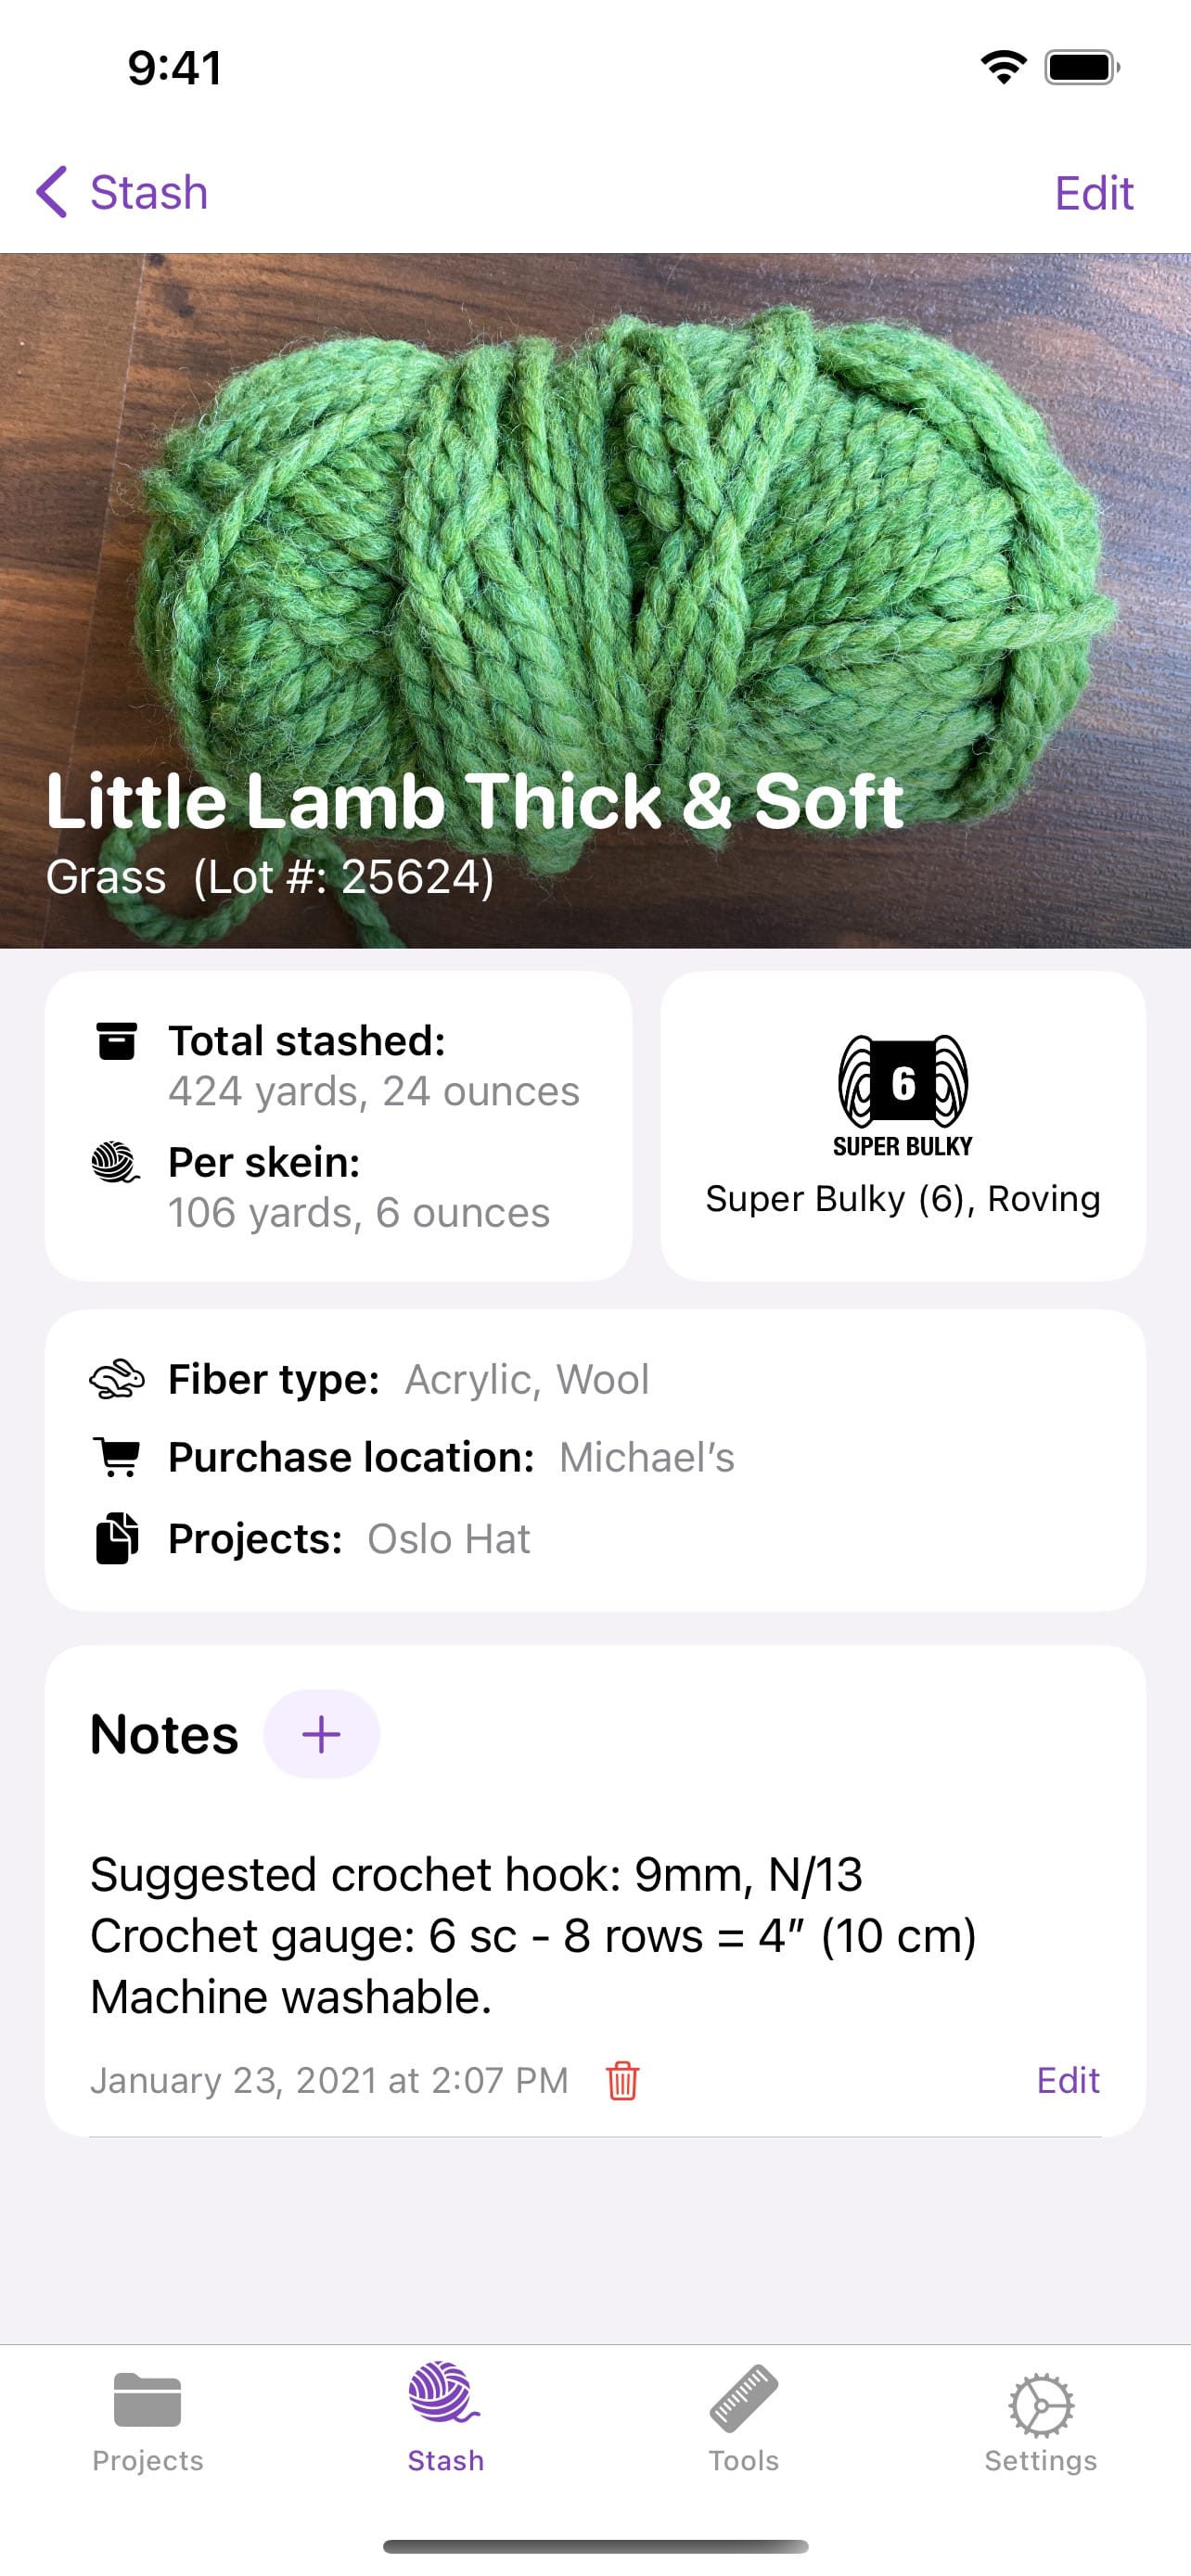 9:41
Stash
Edit
Little Lamb Thick & Soft
Grass (Lot #: 25624)
Total stashed:
424 yards, 24 ounces
Per skein:
106 yards, 6 ounces
6
SUPER BULKY
Super Bulky (6), Roving
Fiber type: Acrylic, Wool
Purchase location: Michael’s
Projects: Oslo Hat
Notes +
Suggested crochet hook: 9mm, N/13
Crochet gauge: 6 sc - 8 rows = 4” (10 cm)
Machine washable.
January 23, 2021 at 2:07 PM
Edit
Projects
Stash
Tools
Settings